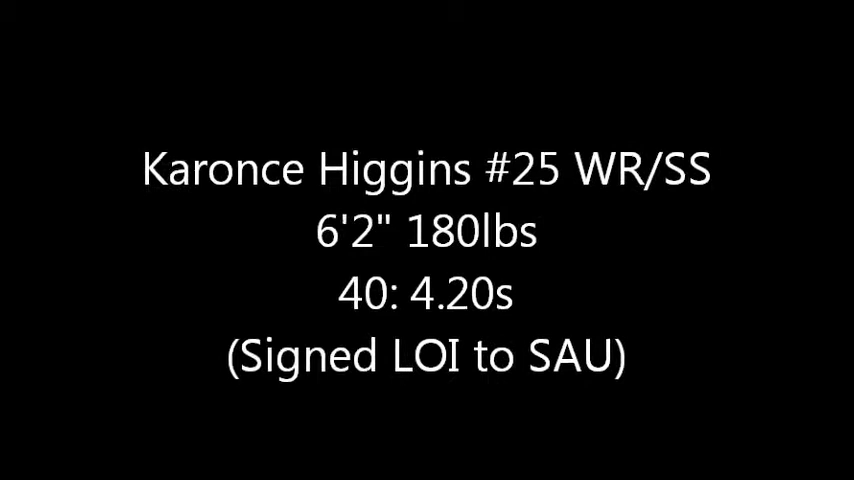 Karonce Higgins #25 WR/SS
6'2" 180lbs
40: 4.20s
(Signed LOI to SAU)